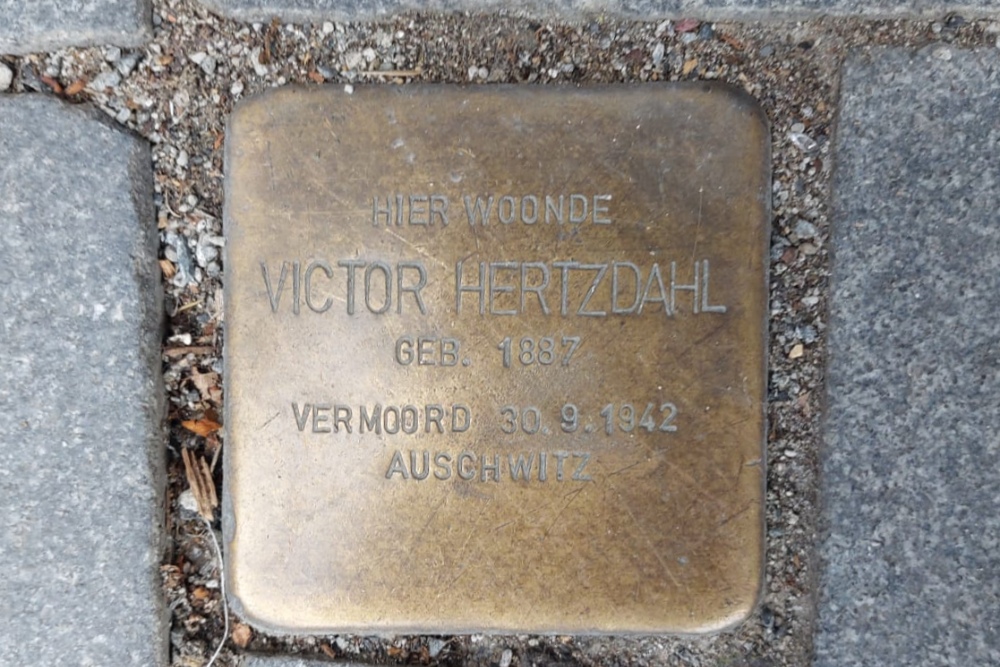 HIER WOONDE
VICTOR HERTZDAHL
GEB. 1887
VERMOORD 30.9.1942
AUSCHWITZ